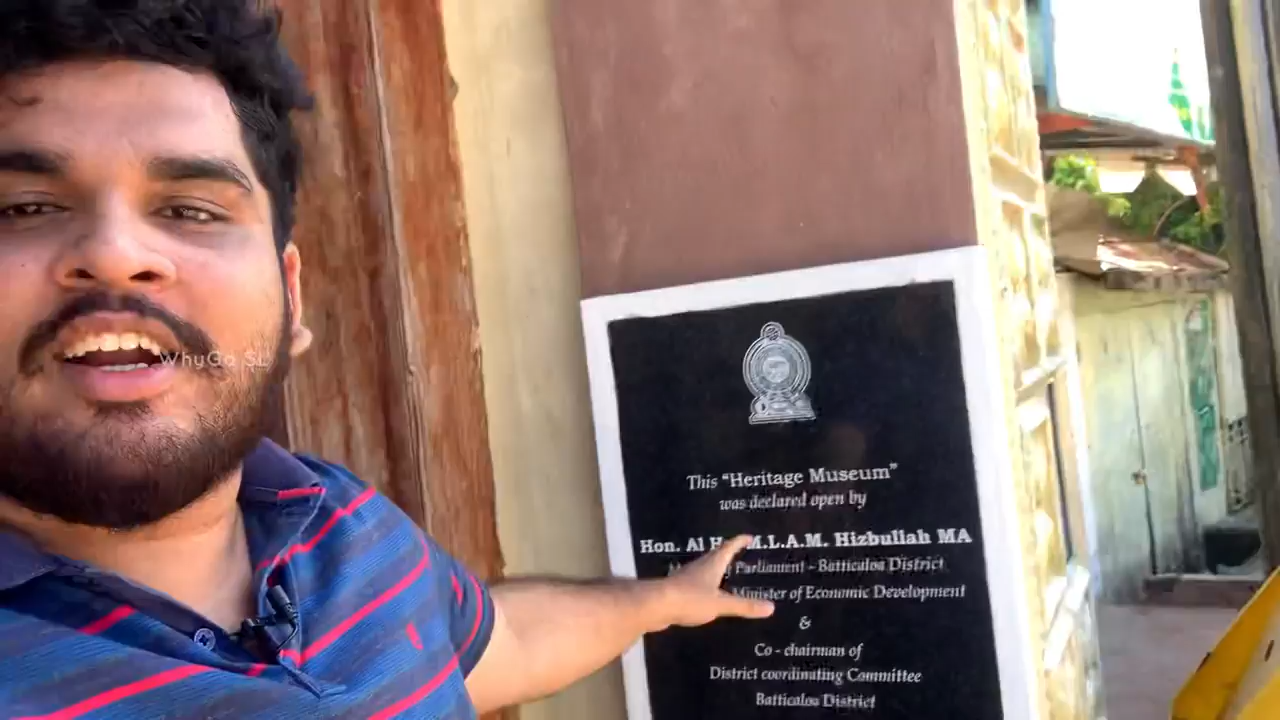 WhyGo SL
This "Heritage Museum"
was declared open by
Hon. Al M.L.A.M. Hizbullah MA
Parliament - Batticaloa District
Minister of Economic Development
&
Co - chairman of
District coordinating Committee
Batticaloa District